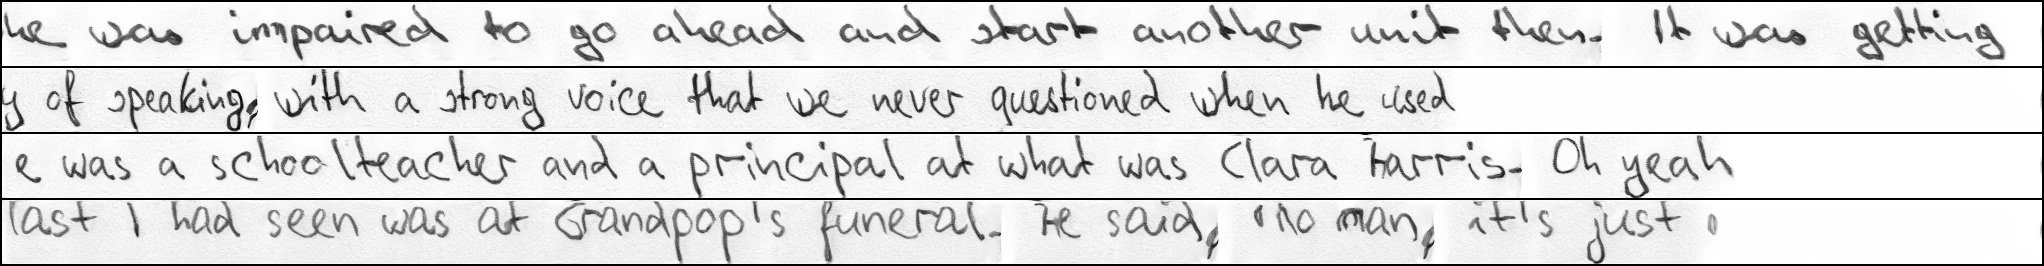 he was impaired to go ahead and start another unit then. It was getting
y of speaking, with a strong voice that we never questioned when he used
e was a schoolteacher and a principal at what was Clara Harris. Oh yeah
last I had seen was at Grandpop's funeral. He said, "No man, it's just